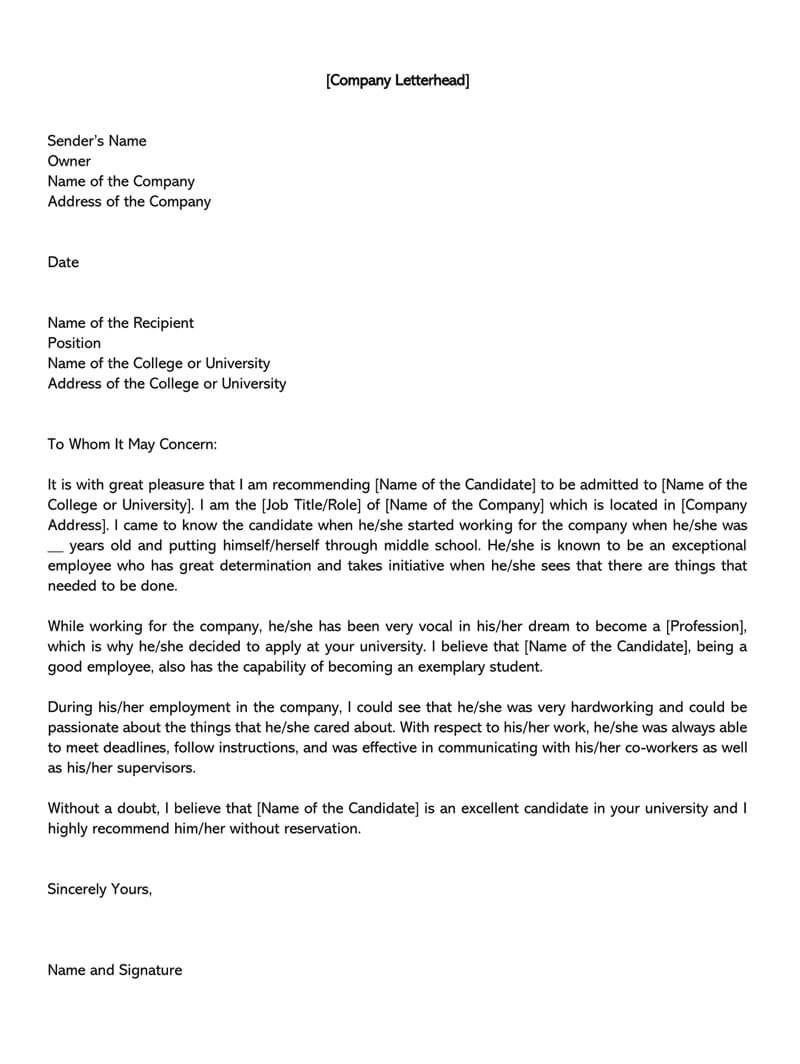 [Company Letterhead]
Sender's Name
Owner
Name of the Company
Address of the Company
Date
Name of the Recipient
Position
Name of the College or University
Address of the College or University
To Whom It May Concern:
It is with great pleasure that I am recommending [Name of the Candidate] to be admitted to [Name of the
College or University]. I am the [Job Title/Role] of [Name of the Company] which is located in [Company
Address]. I came to know the candidate when he/she started working for the company when he/she was
__ years old and putting himself/herself through middle school. He/she is known to be an exceptional
employee who has great determination and takes initiative when he/she sees that there are things that
needed to be done.
While working for the company, he/she has been very vocal in his/her dream to become a [Profession],
which is why he/she decided to apply at your university. I believe that [Name of the Candidate], being a
good employee, also has the capability of becoming an exemplary student.
During his/her employment in the company, I could see that he/she was very hardworking and could be
passionate about the things that he/she cared about. With respect to his/her work, he/she was always able
to meet deadlines, follow instructions, and was effective in communicating with his/her co-workers as well
as his/her supervisors.
Without a doubt, I believe that [Name of the Candidate] is an excellent candidate in your university and I
highly recommend him/her without reservation.
Sincerely Yours,
Name and Signature